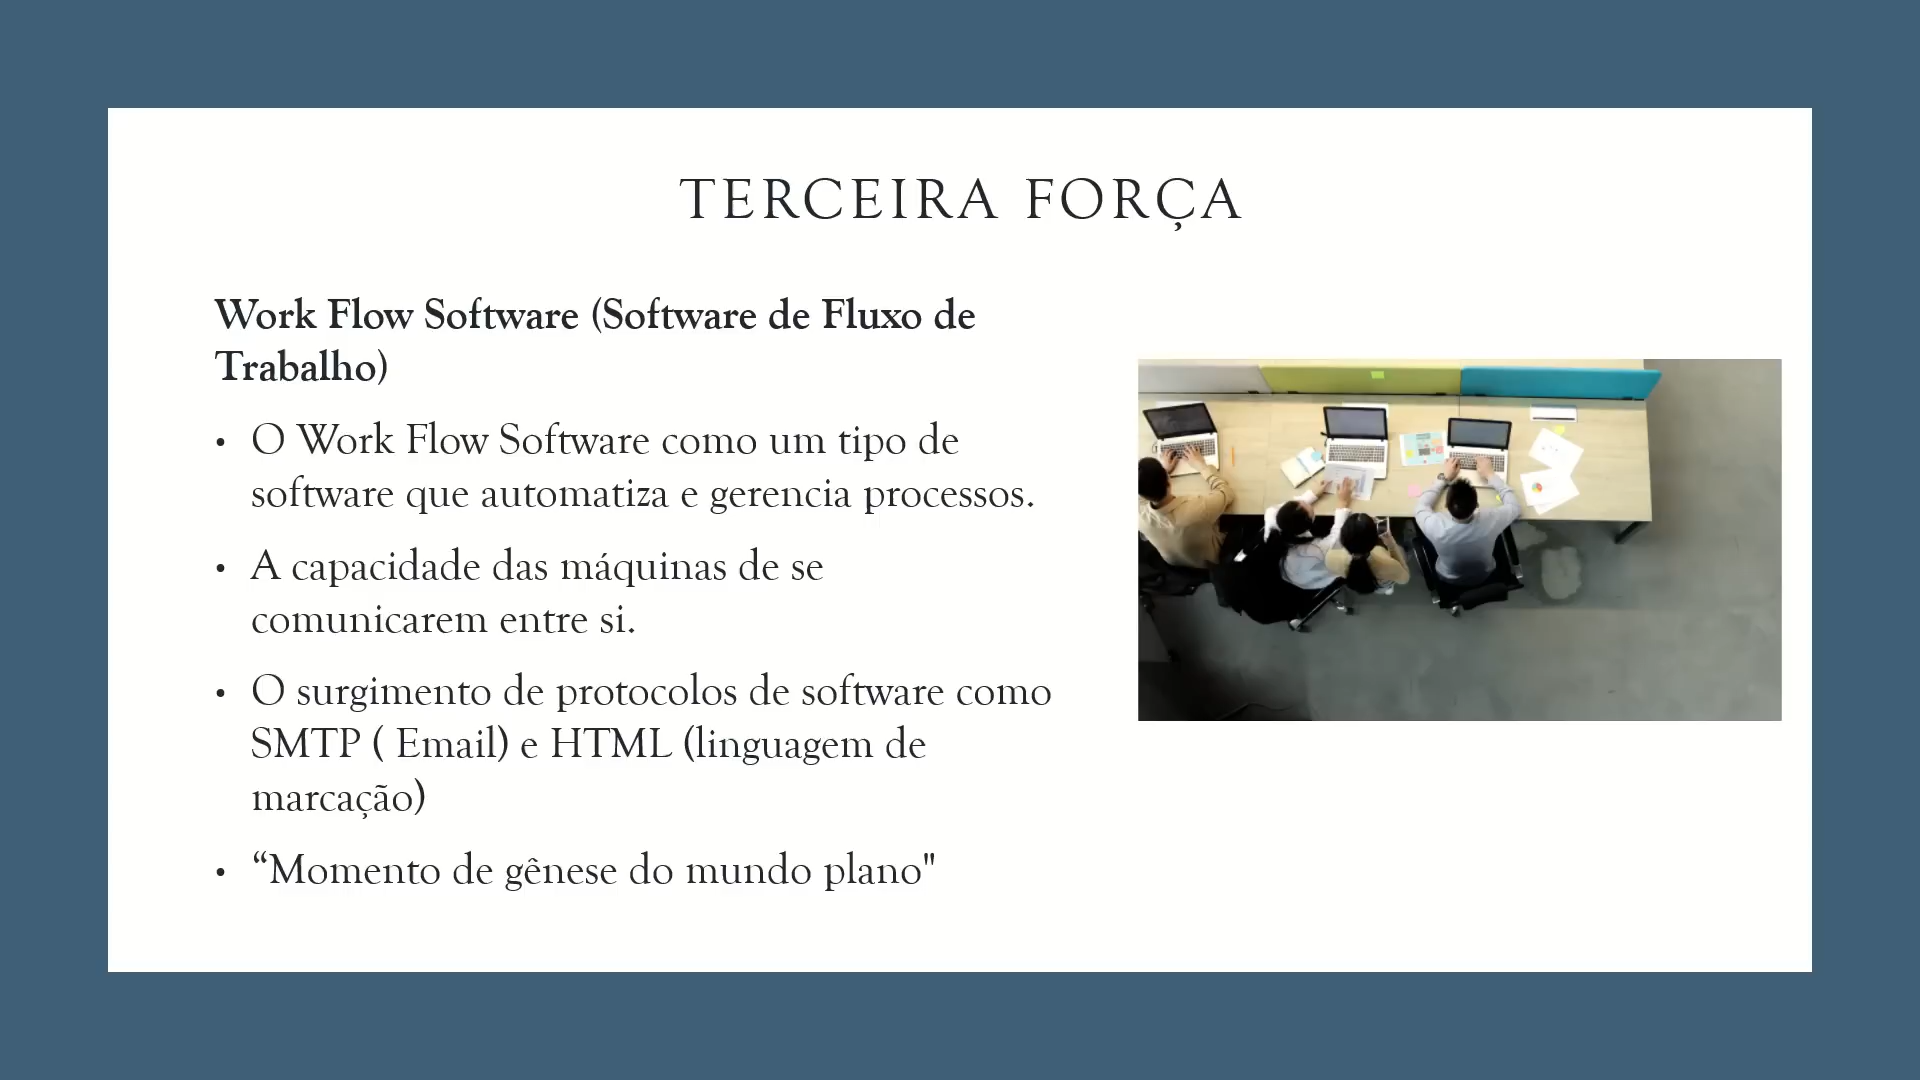 TERCEIRA FORÇA
Work Flow Software (Software de Fluxo de
Trabalho)
• O Work Flow Software como um tipo de
software que automatiza e gerencia processos.
• A capacidade das máquinas de se
comunicarem entre si.
• O surgimento de protocolos de software como
SMTP ( Email) e HTML (linguagem de
marcação)
• “Momento de gênese do mundo plano"